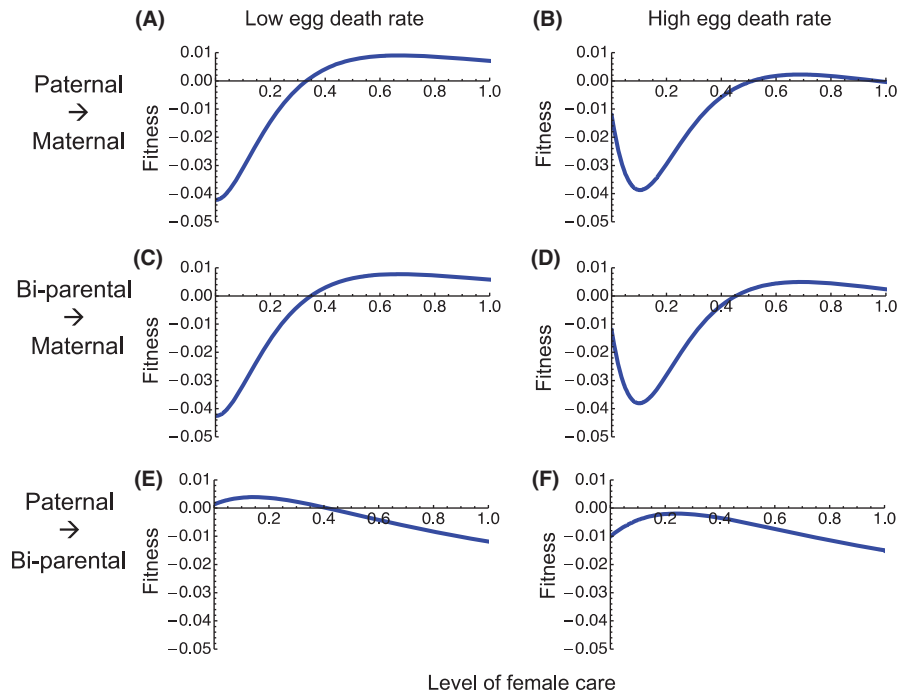 (A) Low egg death rate
(B) High egg death rate
Paternal
→
Maternal
Fitness
0.01
0.00
−0.01
−0.02
−0.03
−0.04
−0.05
0.2 0.4 0.6 0.8 1.0
Fitness
0.01
0.00
−0.01
−0.02
−0.03
−0.04
−0.05
0.2 0.4 0.6 0.8 1.0
Bi-parental
→
Maternal
(C)
Fitness
0.01
0.00
−0.01
−0.02
−0.03
−0.04
0.05
0.2 0.4 0.6 0.8 1.0
(D)
Fitness
0.01
0.00
−0.01
−0.02
−0.03
−0.04
0.05
0.2 0.4 0.6 0.8 1.0
Paternal
→
Bi-parental
(E)
Fitness
0.01
0.00
−0.01
−0.02
−0.03
−0.04
−0.05
0.2 0.4 0.6 0.8 1.0
(F)
Fitness
0.01
0.00
−0.01
−0.02
−0.03
−0.04
−0.05
0.2 0.4 0.6 0.8 1.0
Level of female care